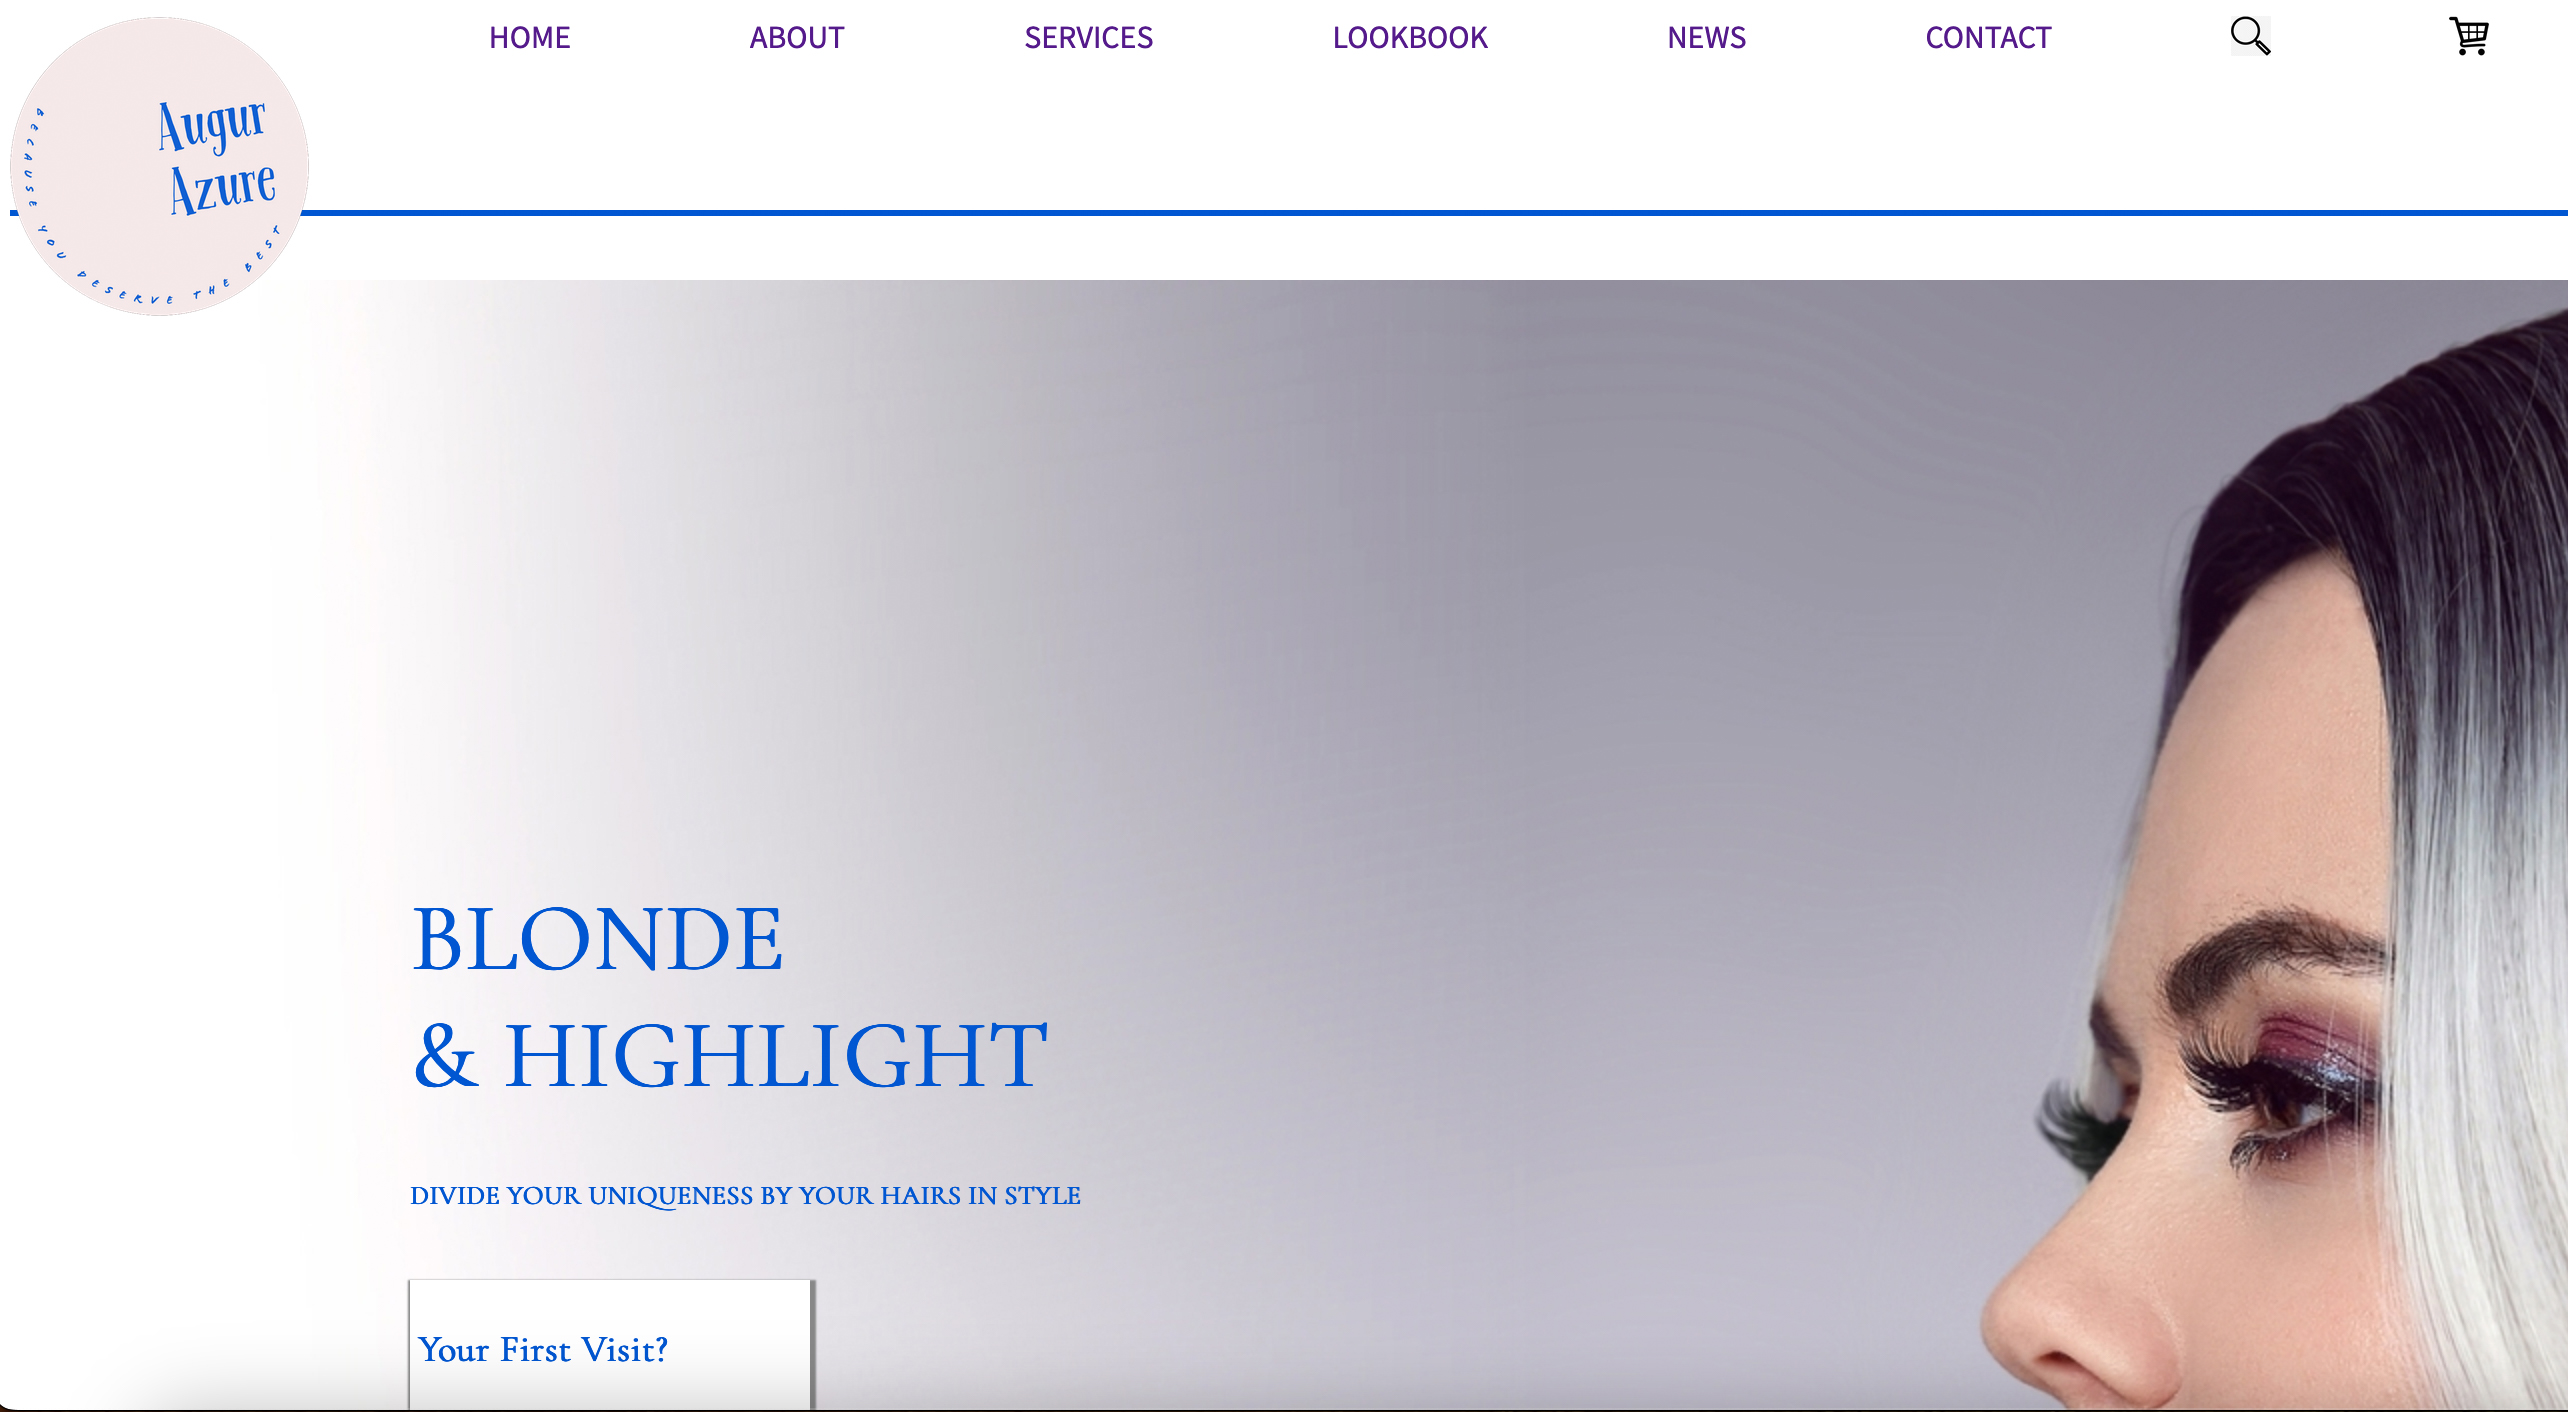 HOME ABOUT SERVICES LOOKBOOK NEWS CONTACT
Augur
Azure
BECAUSE YOU DESERVE THE BEST
BLONDE
& HIGHLIGHT
DIVIDE YOUR UNIQUENESS BY YOUR HAIRS IN STYLE
Your First Visit?